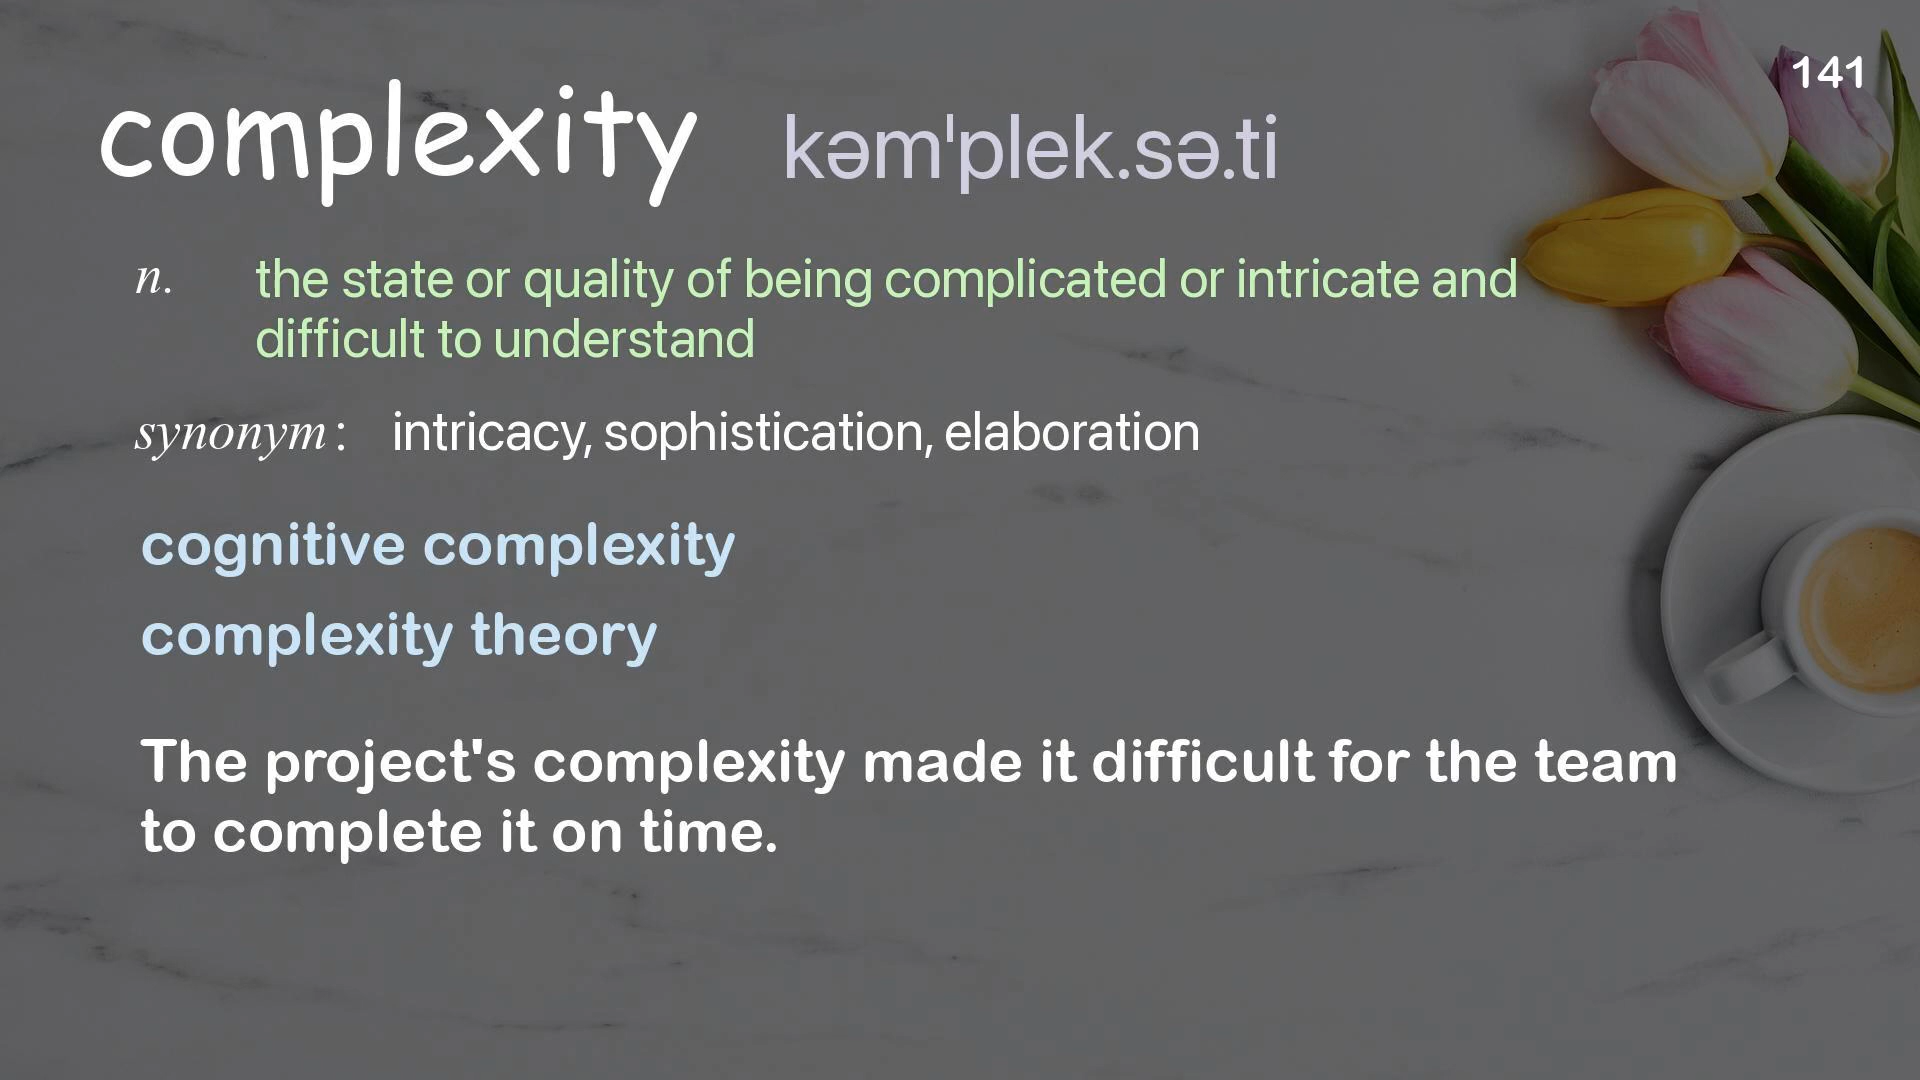 141
complexity kəm'plek.sə.ti
n. the state or quality of being complicated or intricate and
difficult to understand
synonym: intricacy, sophistication, elaboration
cognitive complexity
complexity theory
The project's complexity made it difficult for the team
to complete it on time.